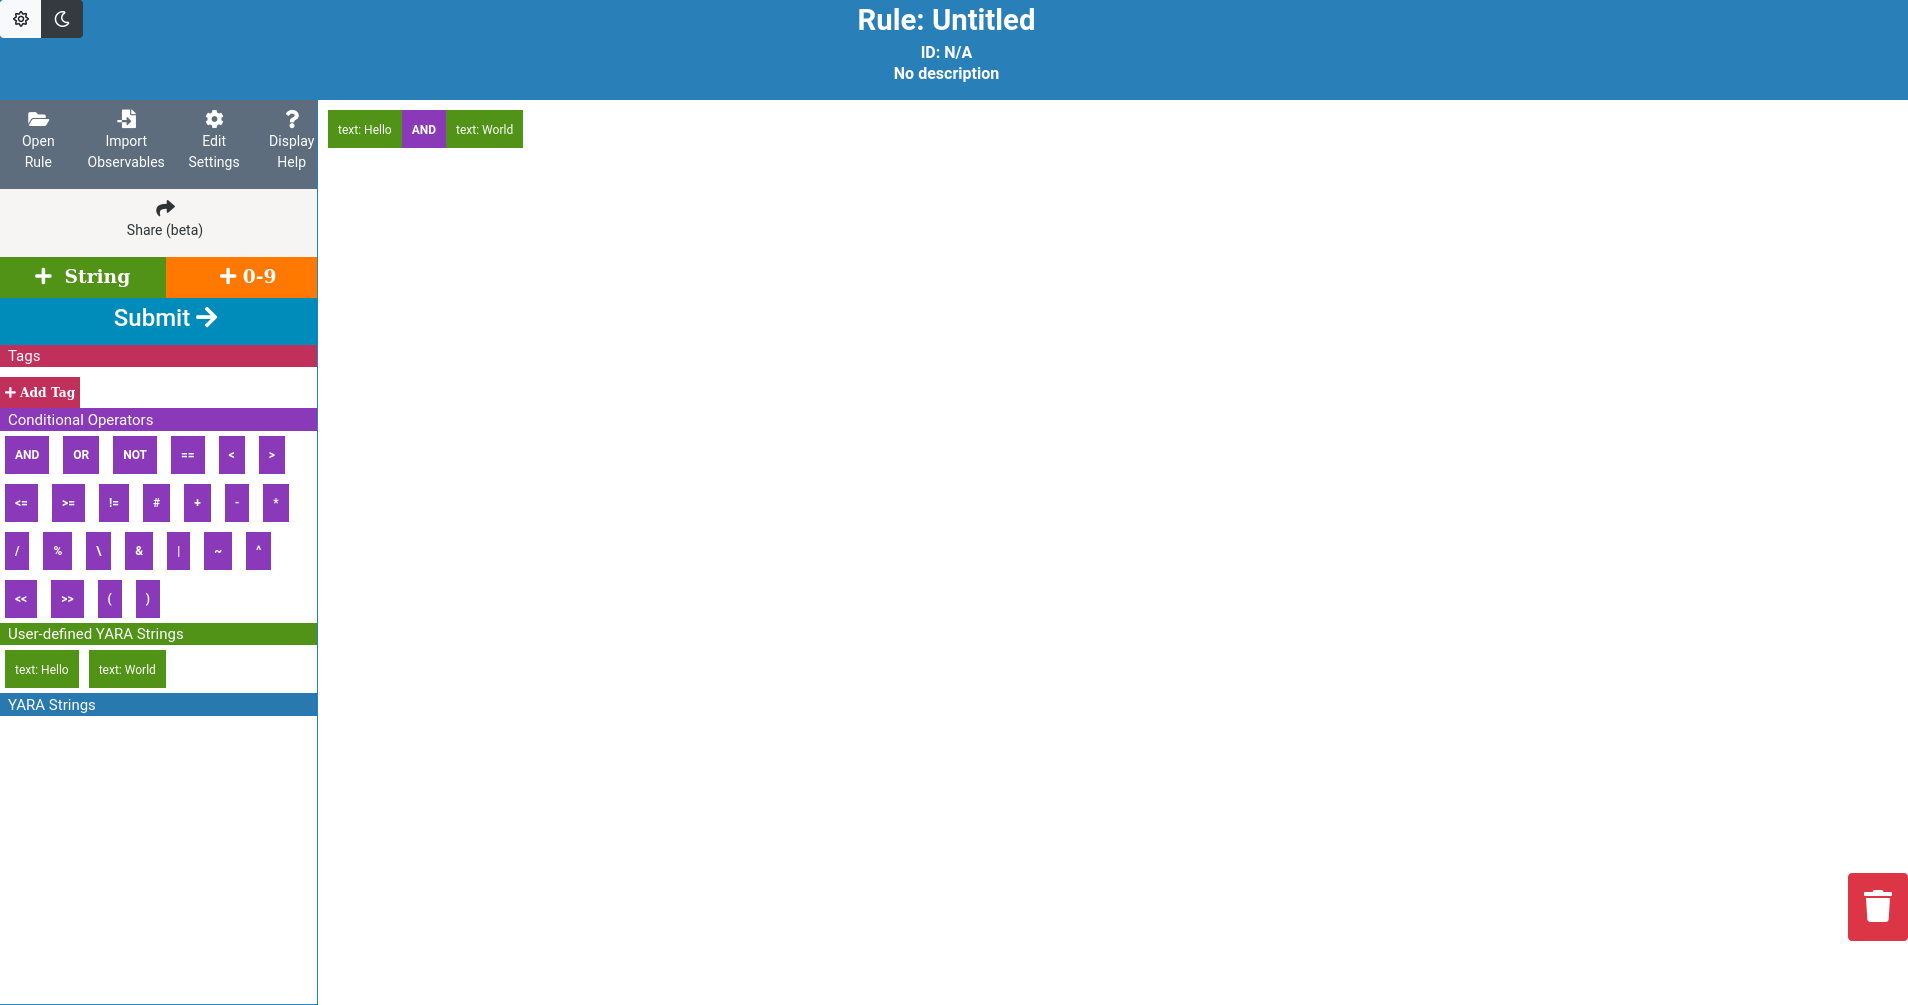 Rule: Untitled
ID: N/A
No description
Open Rule
Import Observables
Edit Settings
Display Help
Share (beta)
String
0-9
Submit
Tags
Add Tag
Conditional Operators
AND OR NOT == < >
<= >= != # + - *
/ % \ & | ~ ^
<< >> ( )
User-defined YARA Strings
text: Hello text: World
YARA Strings
text: Hello AND text: World